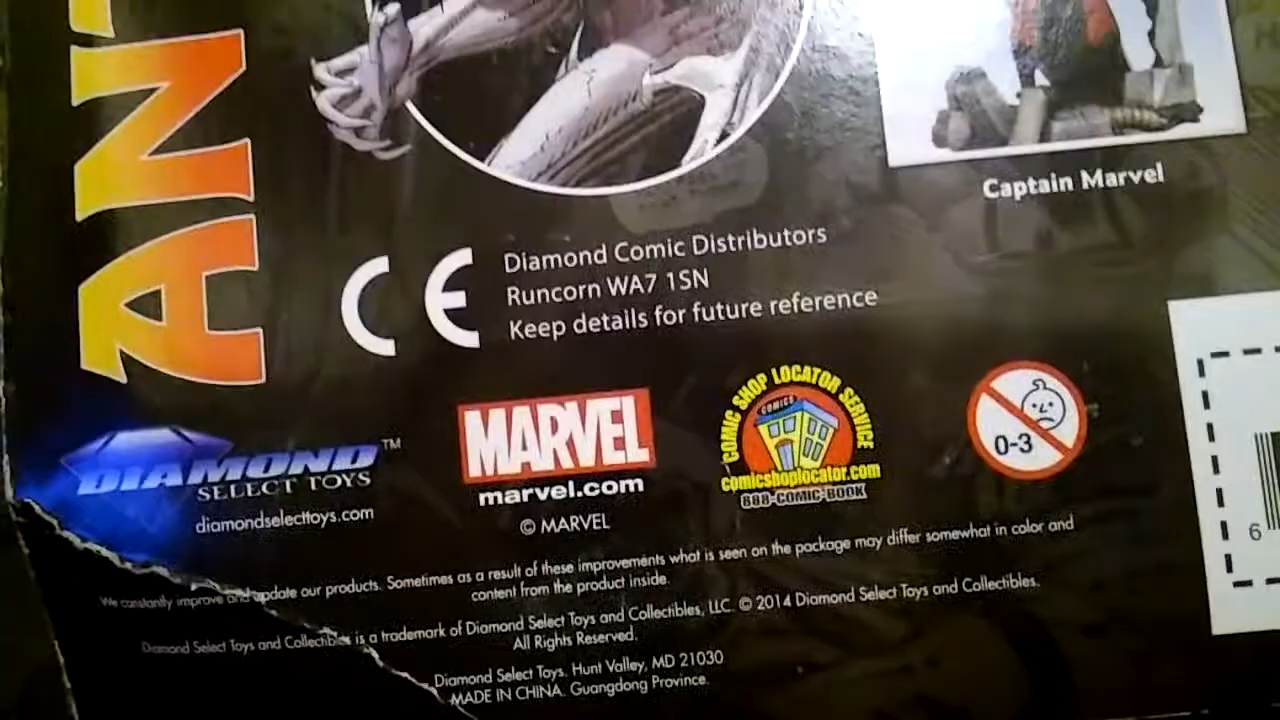 AN
Captain Marvel
CE
Diamond Comic Distributors
Runcorn WA7 1SN
Keep details for future reference
DIAMOND™
SELECT TOYS
diamondselecttoys.com
MARVEL
marvel.com
© MARVEL
COMIC SHOP LOCATOR SERVICE
COMICS
comicshoplocator.com
888-COMIC-BOOK
0-3
6
We constantly improve and update our products. Sometimes as a result of these improvements what is seen on the package may differ somewhat in color and
content from the product inside.
Diamond Select Toys and Collectibles is a trademark of Diamond Select Toys and Collectibles, LLC. © 2014 Diamond Select Toys and Collectibles.
All Rights Reserved.
Diamond Select Toys. Hunt Valley, MD 21030
MADE IN CHINA. Guangdong Province.